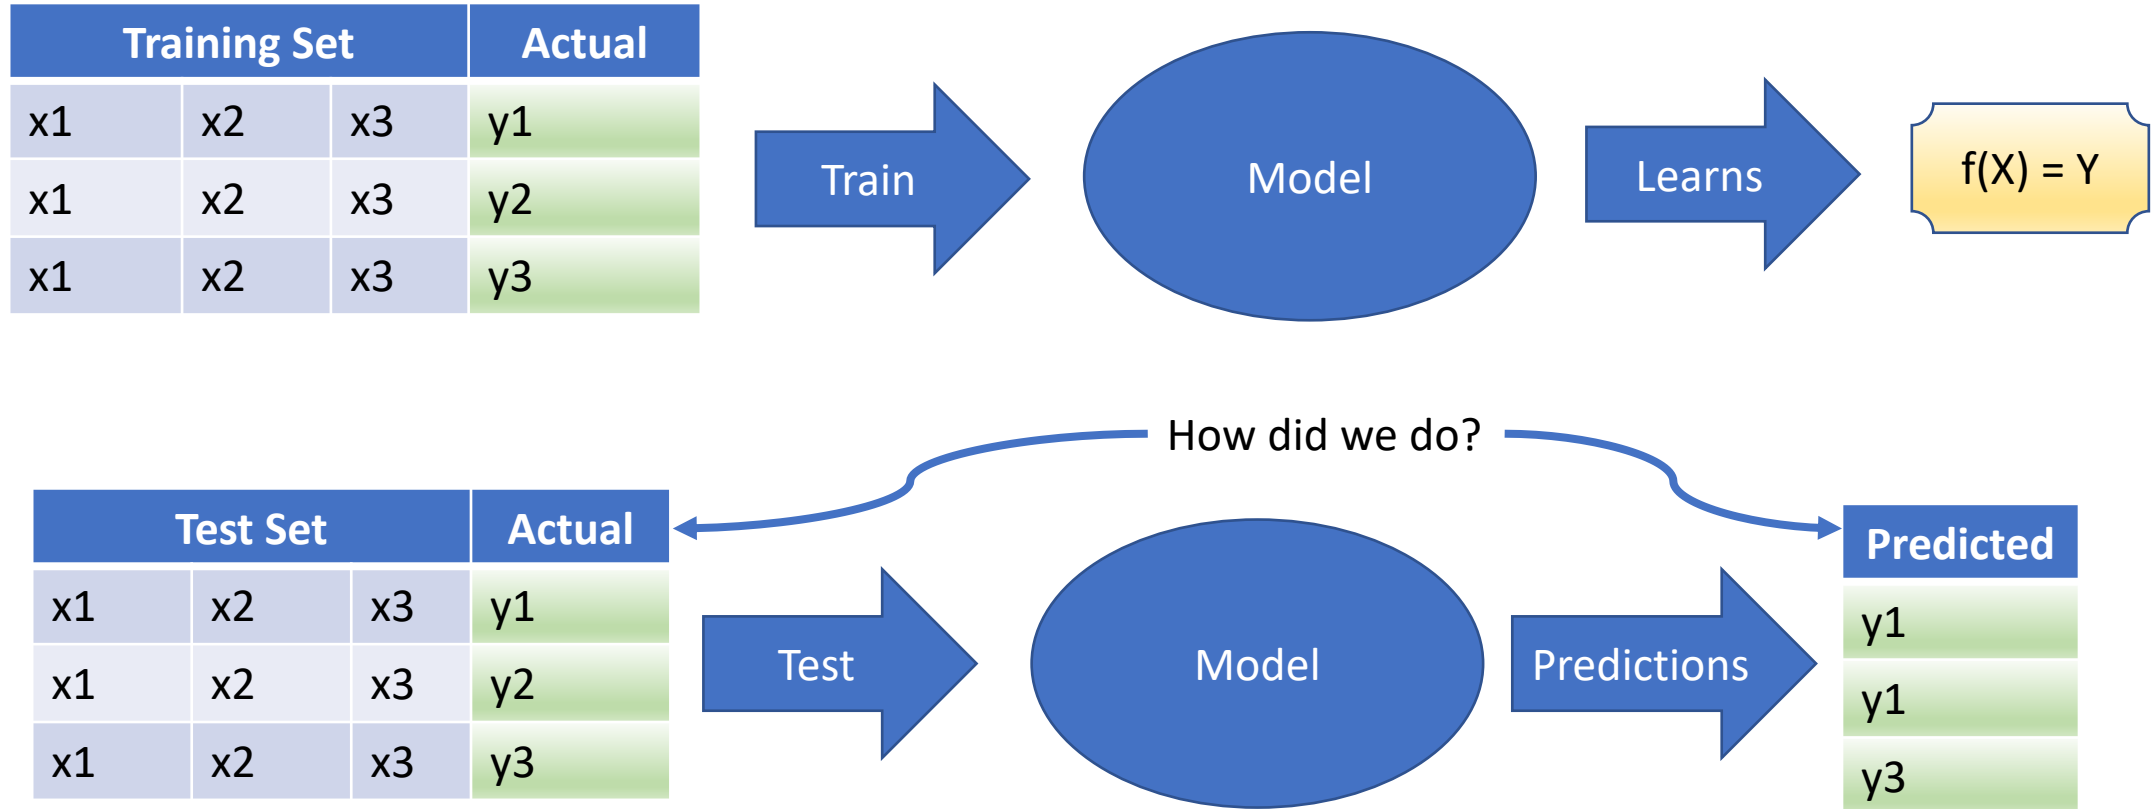 Training Set Actual
x1 x2 x3 y1
x1 x2 x3 y2
x1 x2 x3 y3
Train
Model
Learns
f(X) = Y
How did we do?
Test Set Actual
x1 x2 x3 y1
x1 x2 x3 y2
x1 x2 x3 y3
Test
Model
Predictions
Predicted
y1
y1
y3